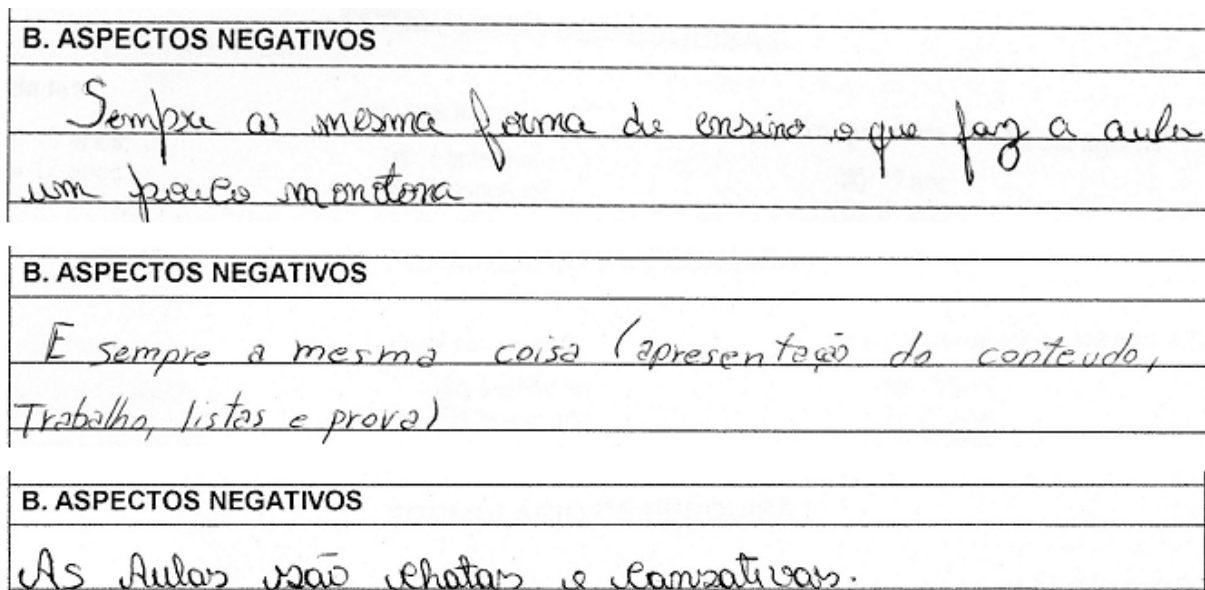 B. ASPECTOS NEGATIVOS
Sempre as mesma forma de ensino o que faz a aula
um pouco monotona
B. ASPECTOS NEGATIVOS
E sempre a mesma coisa (apresentação do conteudo,
Trabalho, listas e prova)
B. ASPECTOS NEGATIVOS
As Aulas são chatas e cansativas.